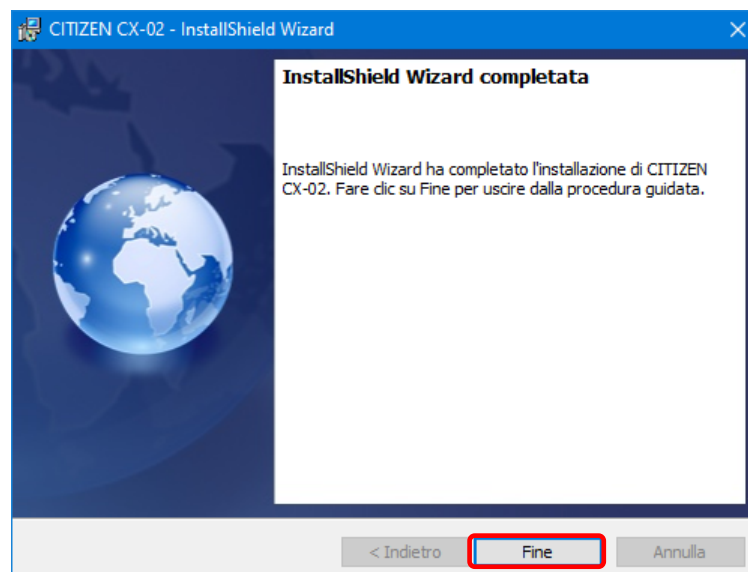 CITIZEN CX-02 - InstallShield Wizard
InstallShield Wizard completata
InstallShield Wizard ha completato l'installazione di CITIZEN
CX-02. Fare clic su Fine per uscire dalla procedura guidata.
< Indietro Fine Annulla